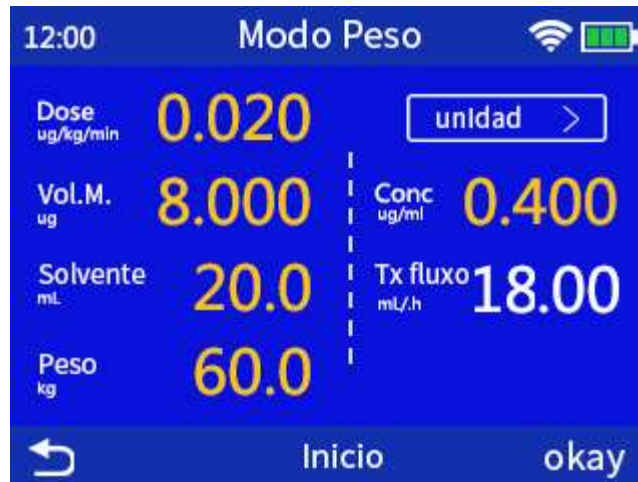 12:00 Modo Peso
Dose 0.020 unIdad >
ug/kg/min
Vol.M. 8.000 Conc 0.400
ug ug/ml
Solvente 20.0 Tx fluxo 18.00
mL mL/.h
Peso 60.0
kg
Inicio okay